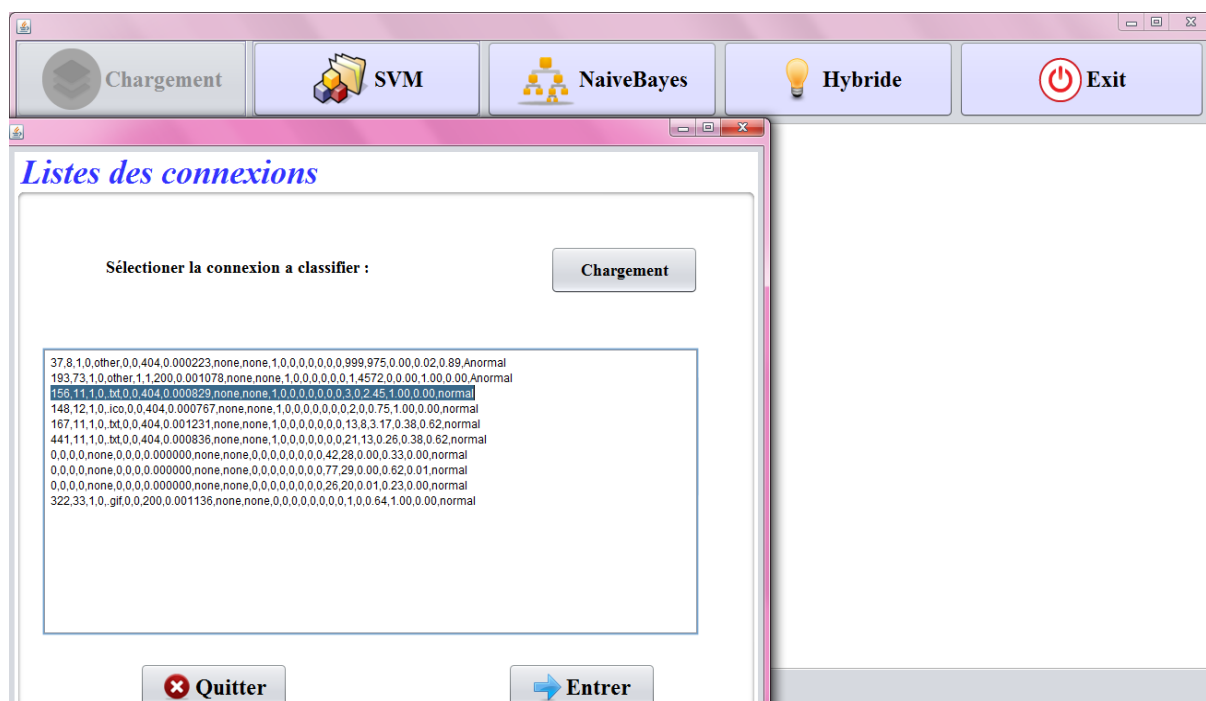 Chargement
SVM
NaiveBayes
Hybride
Exit
Listes des connexions
Sélectioner la connexion a classifier :
Chargement
37,8,1,0,other,0,0,404,0.000223,none,none,1,0,0,0,0,0,0,0,999,975,0.00,0.02,0.89,Anormal
193,73,1,0,other,1,1,200,0.001078,none,none,1,0,0,0,0,0,0,1,4572,0,0.00,1.00,0.00,Anormal
156,11,1,0,.txt,0,0,404,0.000829,none,none,1,0,0,0,0,0,0,0,3,0,2.45,1.00,0.00,normal
148,12,1,0,.ico,0,0,404,0.000767,none,none,1,0,0,0,0,0,0,0,2,0,0.75,1.00,0.00,normal
167,11,1,0,.txt,0,0,404,0.001231,none,none,1,0,0,0,0,0,0,0,13,8,3.17,0.38,0.62,normal
441,11,1,0,.txt,0,0,404,0.000836,none,none,1,0,0,0,0,0,0,0,21,13,0.26,0.38,0.62,normal
0,0,0,0,none,0,0,0,0.000000,none,none,0,0,0,0,0,0,0,0,42,28,0.00,0.33,0.00,normal
0,0,0,0,none,0,0,0,0.000000,none,none,0,0,0,0,0,0,0,0,77,29,0.00,0.62,0.01,normal
0,0,0,0,none,0,0,0,0.000000,none,none,0,0,0,0,0,0,0,0,26,20,0.01,0.23,0.00,normal
322,33,1,0,.gif,0,0,200,0.001136,none,none,0,0,0,0,0,0,0,0,1,0,0.64,1.00,0.00,normal
Quitter
Entrer